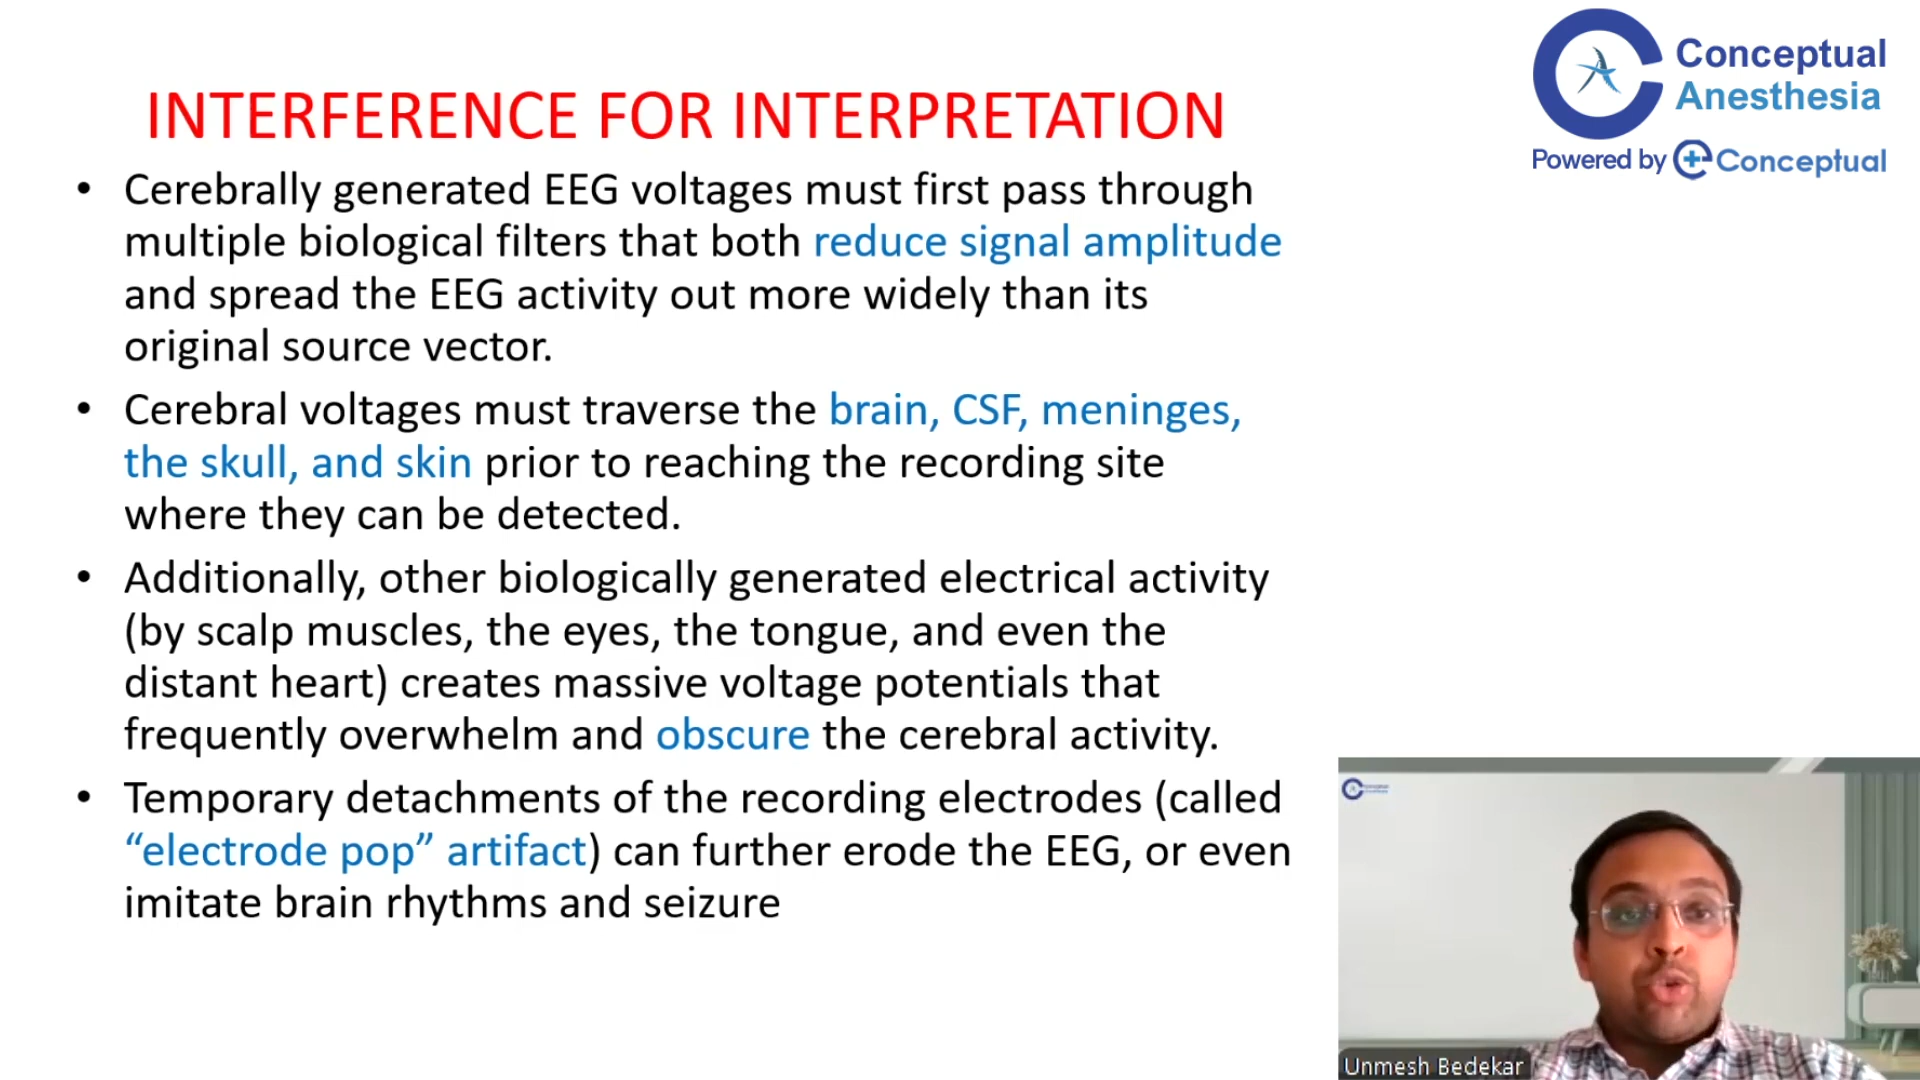 Conceptual
Anesthesia
Powered by Conceptual
INTERFERENCE FOR INTERPRETATION
• Cerebrally generated EEG voltages must first pass through
multiple biological filters that both reduce signal amplitude
and spread the EEG activity out more widely than its
original source vector.
• Cerebral voltages must traverse the brain, CSF, meninges,
the skull, and skin prior to reaching the recording site
where they can be detected.
• Additionally, other biologically generated electrical activity
(by scalp muscles, the eyes, the tongue, and even the
distant heart) creates massive voltage potentials that
frequently overwhelm and obscure the cerebral activity.
• Temporary detachments of the recording electrodes (called
“electrode pop” artifact) can further erode the EEG, or even
imitate brain rhythms and seizure
Unmesh Bedekar